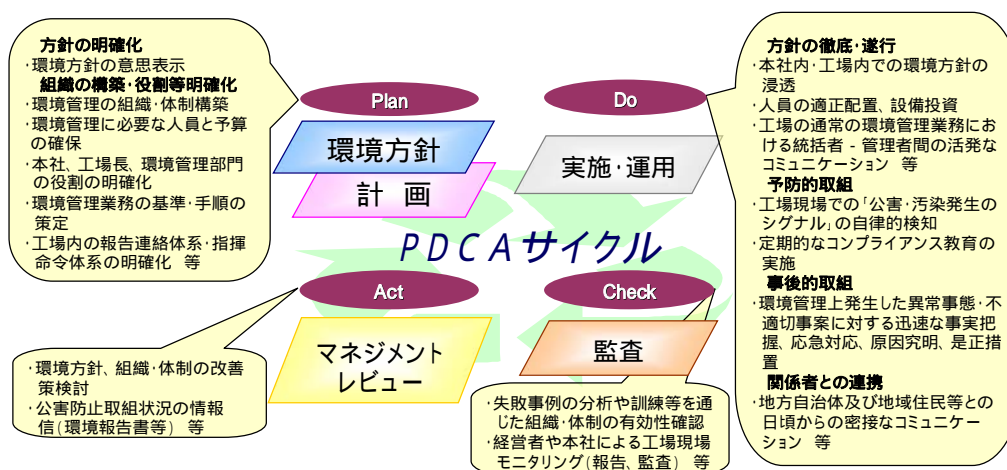 方針の明確化
・環境方針の意思表示
組織の構築・役割等明確化
・環境管理の組織・体制構築
・環境管理に必要な人員と予算
の確保
・本社、工場長、環境管理部門
の役割の明確化
・環境管理業務の基準・手順の
策定
・工場内の報告連絡体系・指揮
命令体系の明確化 等
Plan
環境方針
計 画
Do
実施・運用
方針の徹底・遂行
・本社内・工場内での環境方針の
浸透
・人員の適正配置、設備投資
・工場の通常の環境管理業務にお
ける統括者 - 管理者間の活発な
コミュニケーション 等
予防的取組
・工場現場での「公害・汚染発生の
シグナル」の自律的検知
・定期的なコンプライアンス教育の
実施
事後的取組
・環境管理上発生した異常事態・不
適切事案に対する迅速な事実把
握、応急対応、原因究明、是正措
置
関係者との連携
・地方自治体及び地域住民等との
日頃からの密接なコミュニケー
ション 等
PDCAサイクル
Act
マネジメント
レビュー
・環境方針、組織・体制の改善
策検討
・公害防止取組状況の情報
信(環境報告書等) 等
Check
監査
・失敗事例の分析や訓練等を通
じた組織・体制の有効性確認
・経営者や本社による工場現場
モニタリング(報告、監査) 等